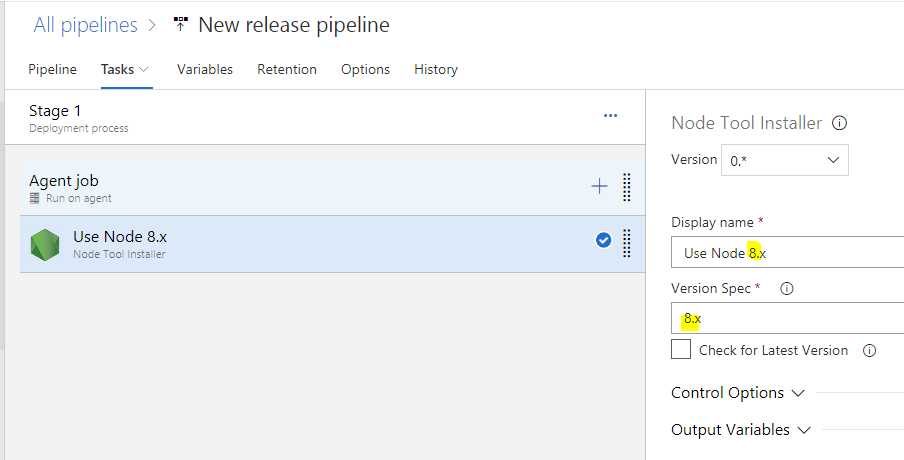 All pipelines > New release pipeline
Pipeline Tasks Variables Retention Options History
Stage 1
Deployment process
...
Agent job
Run on agent
Use Node 8.x
Node Tool Installer
Node Tool Installer
Version 0.*
Display name *
Use Node 8.x
Version Spec *
8.x
Check for Latest Version
Control Options
Output Variables